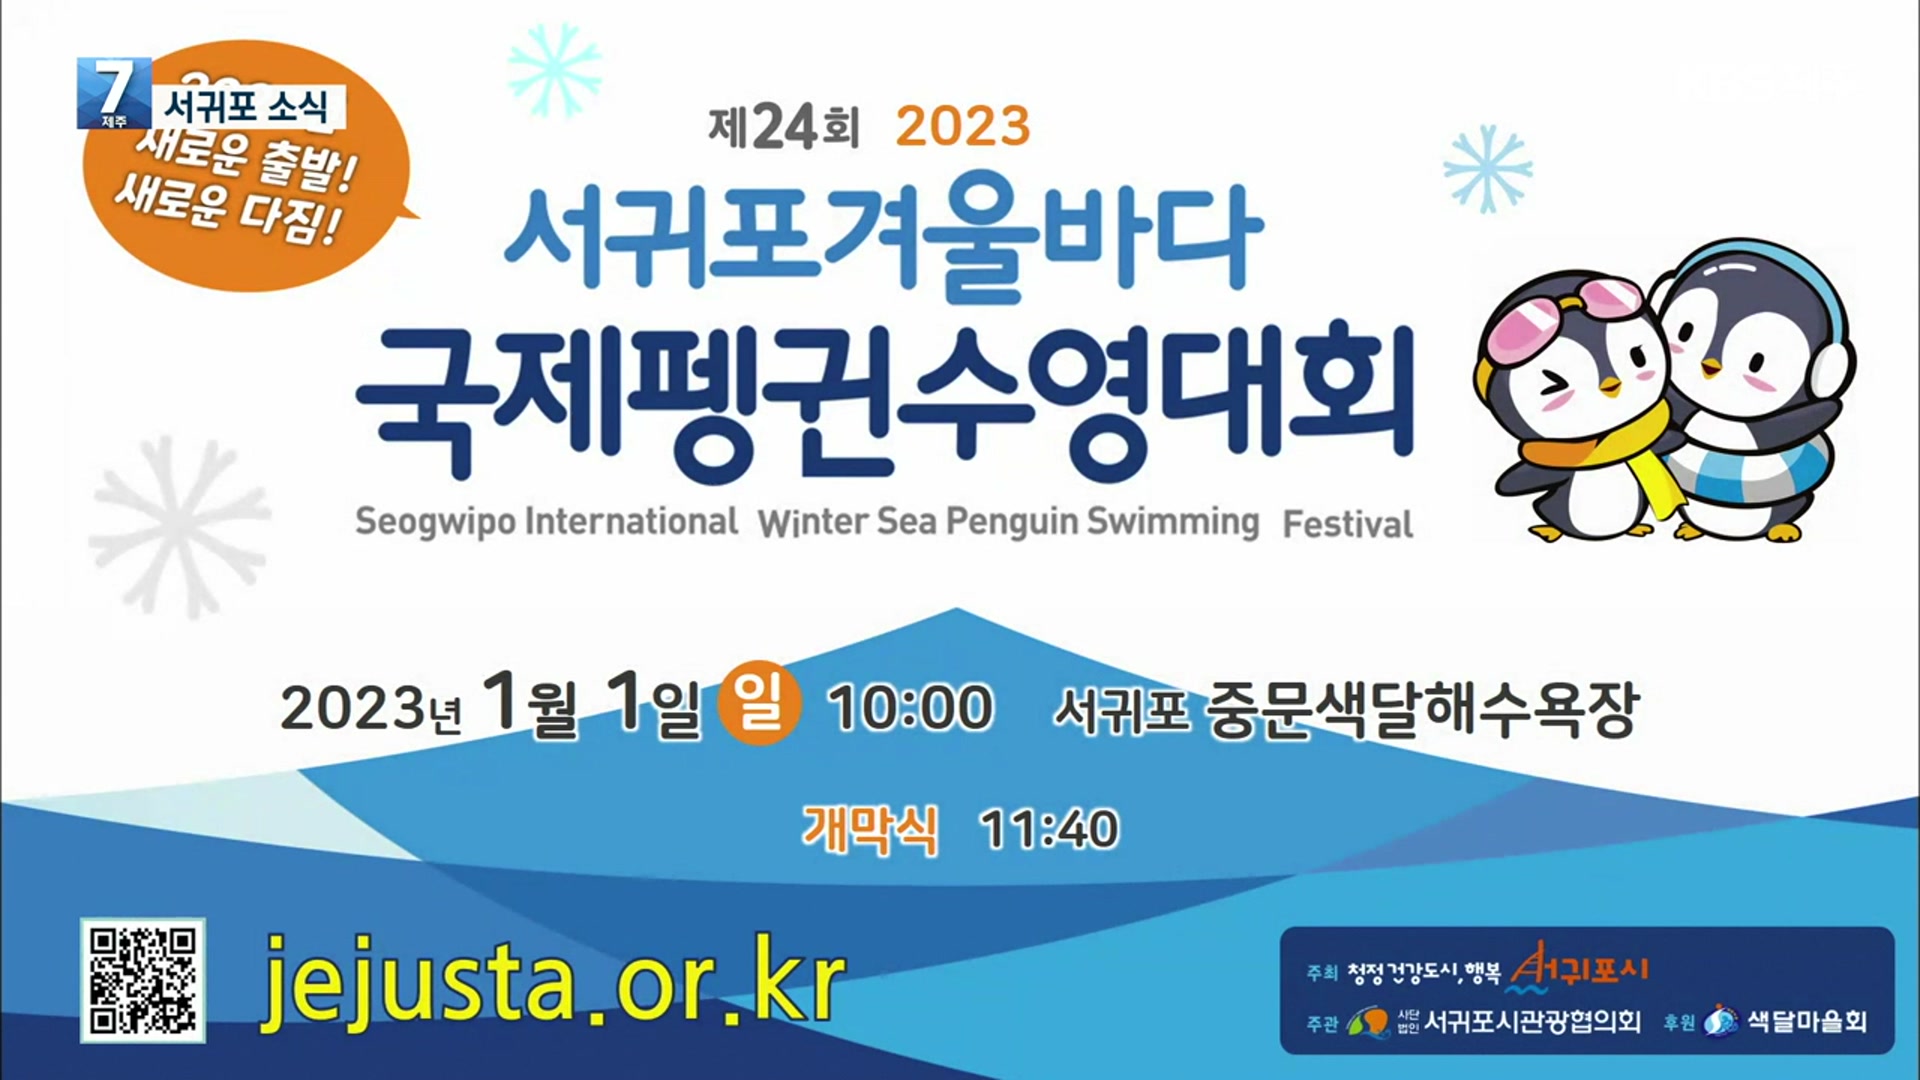 7
제주
서귀포 소식
새로운 출발!
새로운 다짐!
제24회 2023
서귀포겨울바다
국제펭귄수영대회
Seogwipo International Winter Sea Penguin Swimming Festival
2023년 1월 1일 일 10:00 서귀포 중문색달해수욕장
개막식 11:40
jejusta.or.kr
주최 청정 건강도시, 행복 서귀포시
주관 사단법인 서귀포시관광협의회 후원 색달마을회